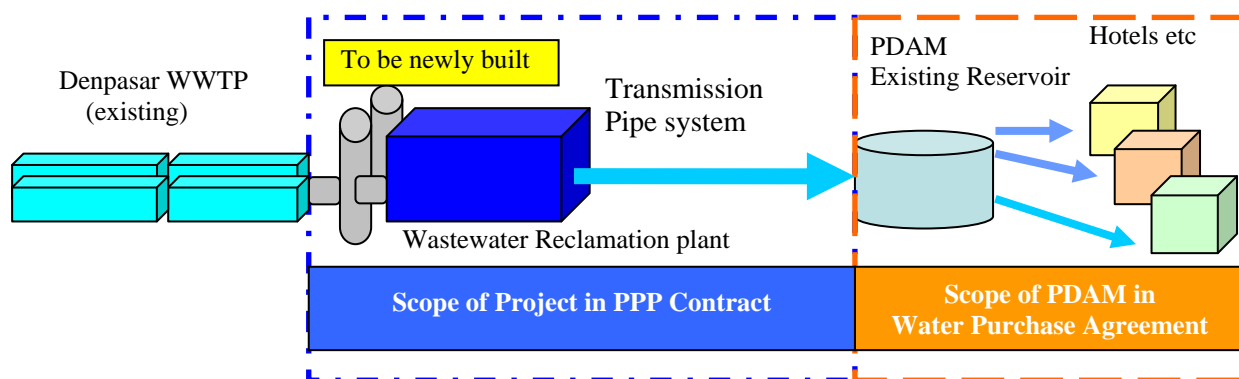 Denpasar WWTP
(existing)
To be newly built
Transmission
Pipe system
Wastewater Reclamation plant
PDAM
Existing Reservoir
Hotels etc
Scope of Project in PPP Contract
Scope of PDAM in
Water Purchase Agreement